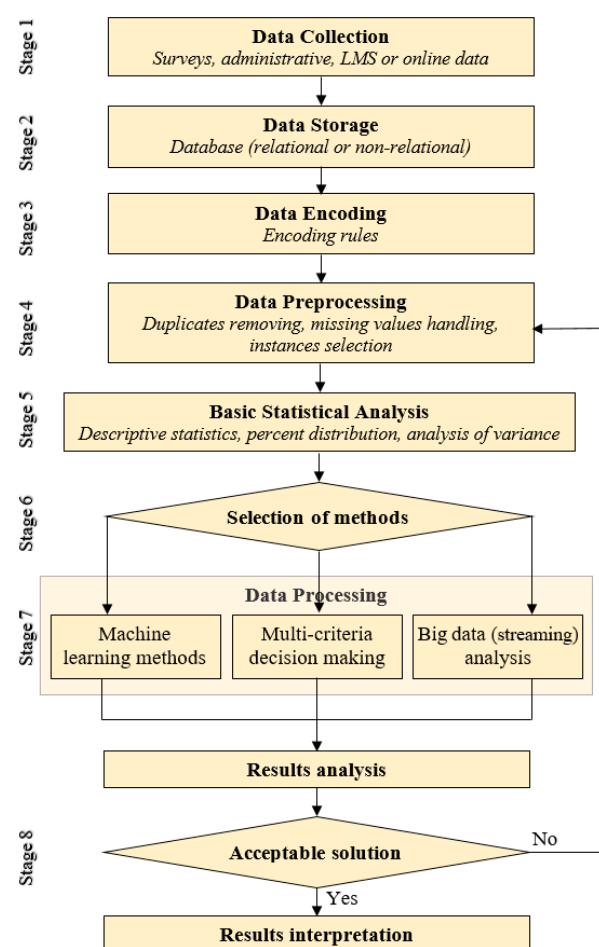 Stage 1
Data Collection
Surveys, administrative, LMS or online data
Stage 2
Data Storage
Database (relational or non-relational)
Stage 3
Data Encoding
Encoding rules
Stage 4
Data Preprocessing
Duplicates removing, missing values handling,
instances selection
Stage 5
Basic Statistical Analysis
Descriptive statistics, percent distribution, analysis of variance
Stage 6
Selection of methods
Stage 7
Data Processing
Machine
learning methods
Multi-criteria
decision making
Big data (streaming)
analysis
Results analysis
Stage 8
Acceptable solution
No
Yes
Results interpretation